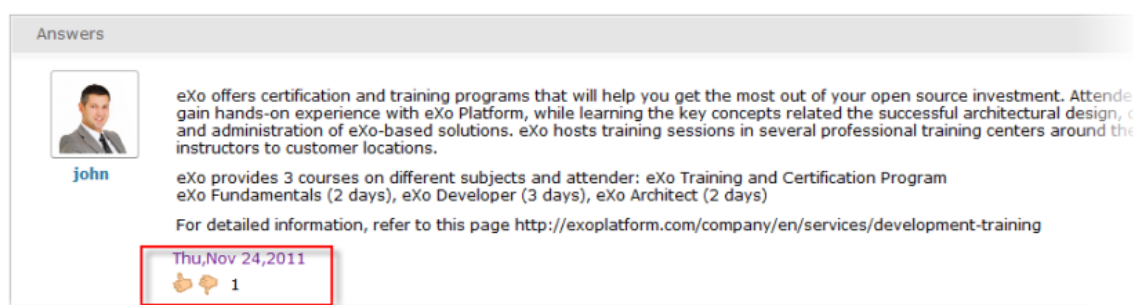 Answers
eXo offers certification and training programs that will help you get the most out of your open source investment.
gain hands-on experience with eXo Platform, while learning the key concepts related the successful architectural design,
and administration of eXo-based solutions. eXo hosts training sessions in several professional training centers around the
instructors to customer locations.
john
eXo provides 3 courses on different subjects and attender: eXo Training and Certification Program
eXo Fundamentals (2 days), eXo Developer (3 days), eXo Architect (2 days)
For detailed information, refer to this page http://exoplatform.com/company/en/services/development-training
Thu,Nov 24,2011
1